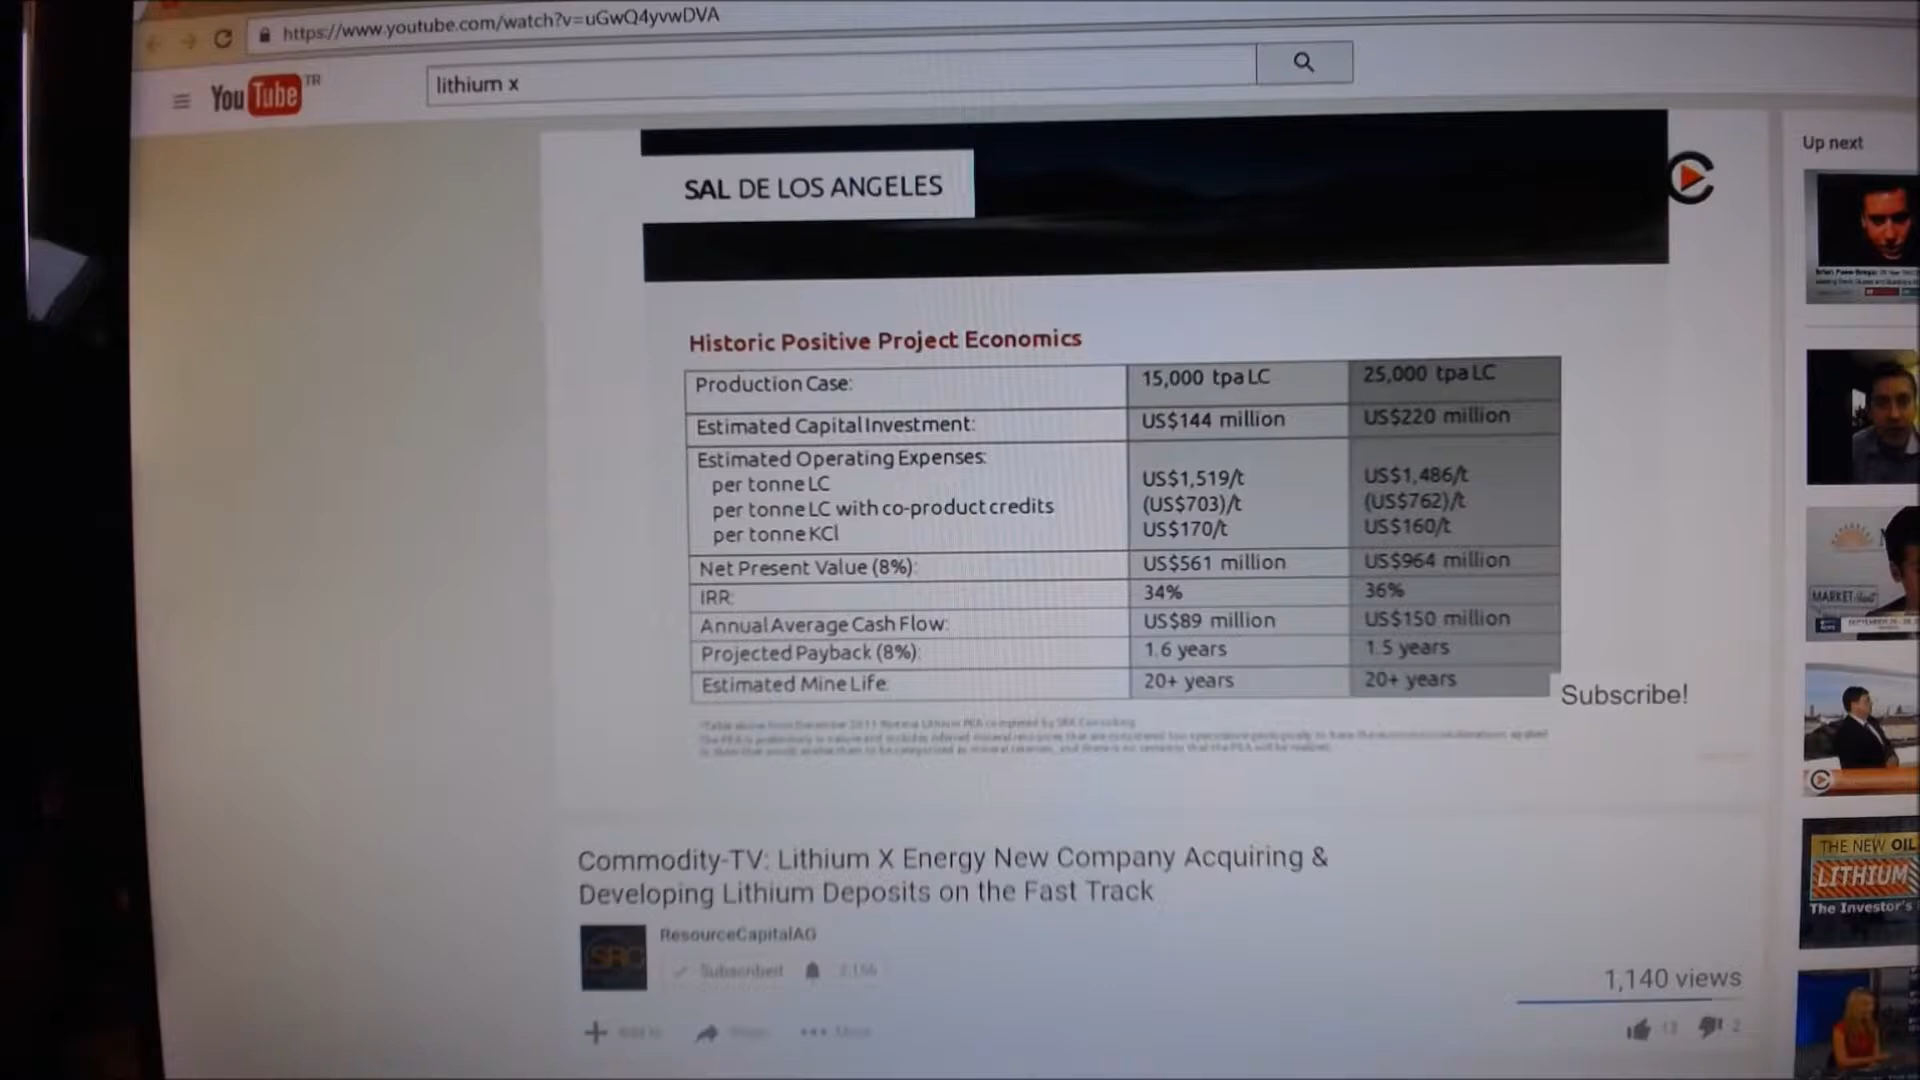 https://www.youtube.com/watch?v=uGwQ4yvwDVA
YouTube TR
lithium x
Up next
SAL DE LOS ANGELES
Historic Positive Project Economics
Production Case: 15,000 tpa LC 25,000 tpa LC
Estimated Capital Investment: US$144 million US$220 million
Estimated Operating Expenses:
per tonne LC US$1,519/t US$1,486/t
per tonne LC with co-product credits (US$703)/t (US$762)/t
per tonne KCl US$170/t US$160/t
Net Present Value (8%): US$561 million US$964 million
IRR: 34% 36%
Annual Average Cash Flow: US$89 million US$150 million
Projected Payback (8%): 1.6 years 1.5 years
Estimated Mine Life: 20+ years 20+ years
Subscribe!
MARKET
THE NEW OIL
LITHIUM
The Investor's
Commodity-TV: Lithium X Energy New Company Acquiring &
Developing Lithium Deposits on the Fast Track
SRC
ResourceCapitalAG
Subscribed
1,140 views
13 2
More